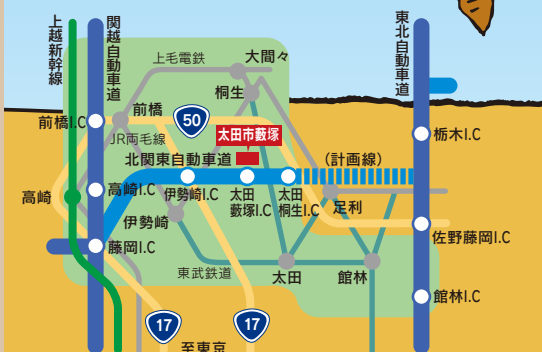 上越新幹線
関越自動車道
東北自動車道
上毛電鉄
大間々
桐生
前橋
前橋I.C
50
太田市藪塚
栃木I.C
JR両毛線
北関東自動車道
(計画線)
高崎
高崎I.C
伊勢崎I.C
太田
藪塚I.C
太田
桐生I.C
足利
伊勢崎
藤岡I.C
佐野藤岡I.C
東武鉄道
太田
館林
館林I.C
17
17
至東京